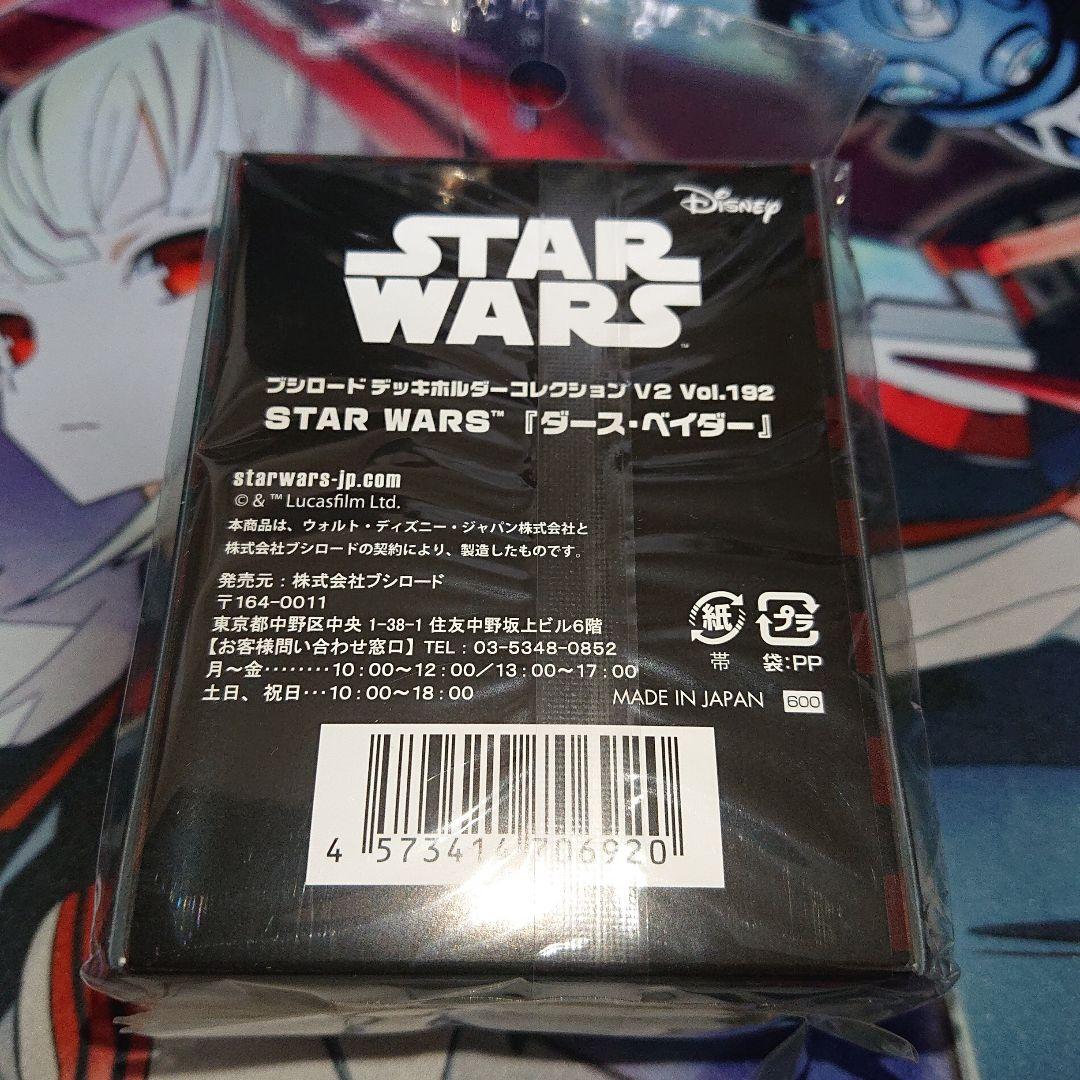 Disney
STAR
WARS™
ブシロード デッキホルダーコレクション V2 Vol.192
STAR WARS™『ダース・ベイダー』
starwars-jp.com
© & ™ Lucasfilm Ltd.
本商品は、ウォルト・ディズニー・ジャパン株式会社と
株式会社ブシロードの契約により、製造したものです。
発売元：株式会社ブシロード
〒164-0011
東京都中野区中央 1-38-1 住友中野坂上ビル6階
【お客様問い合わせ窓口】TEL：03-5348-0852
月〜金‥‥‥‥10：00〜12：00／13：00〜17：00
土日、祝日…10：00〜18：00
紙 プラ
帯 袋：PP
MADE IN JAPAN 600
4 573414 706920